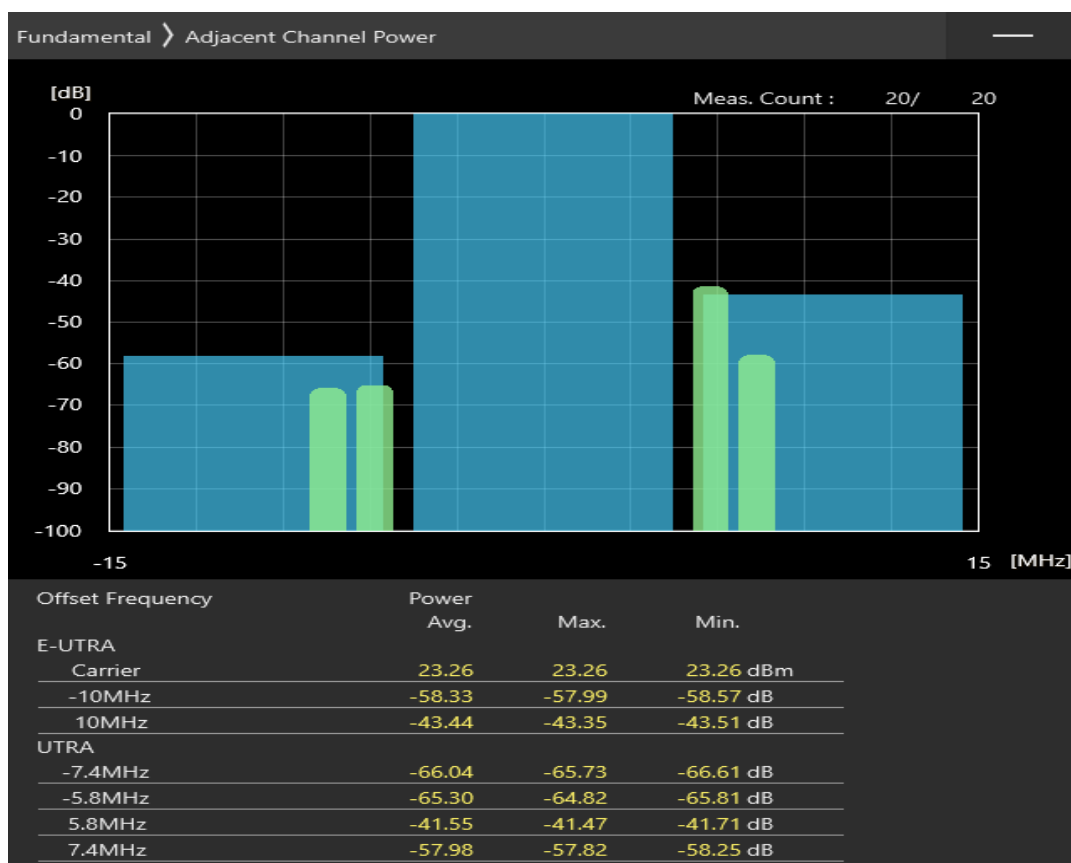 Fundamental 〉 Adjacent Channel Power
[dB]
Meas. Count : 20/ 20
0
-10
-20
-30
-40
-50
-60
-70
-80
-90
-100
-15 15 [MHz]
Offset Frequency Power
Avg. Max. Min.
E-UTRA
Carrier 23.26 23.26 23.26 dBm
-10MHz -58.33 -57.99 -58.57 dB
10MHz -43.44 -43.35 -43.51 dB
UTRA
-7.4MHz -66.04 -65.73 -66.61 dB
-5.8MHz -65.30 -64.82 -65.81 dB
5.8MHz -41.55 -41.47 -41.71 dB
7.4MHz -57.98 -57.82 -58.25 dB